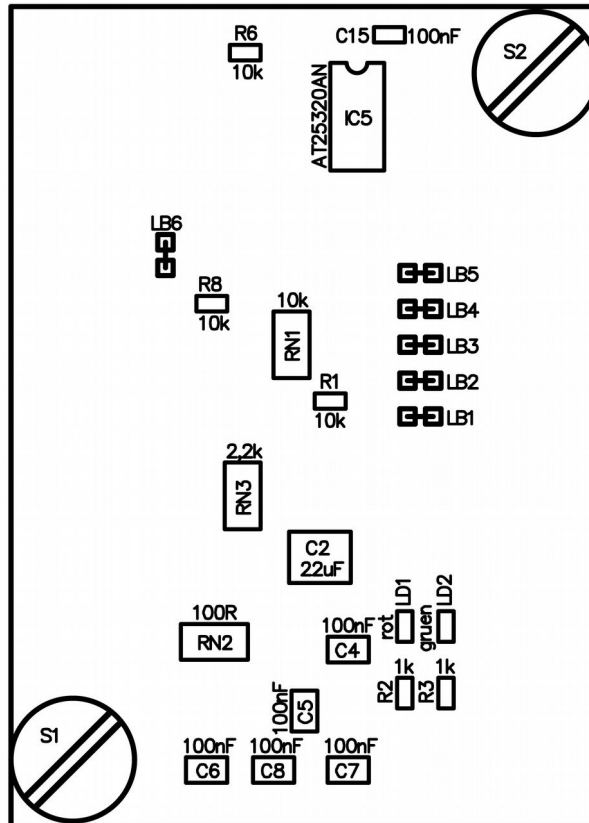 R6
10k
C15 100nF
S2
AT25320AN
IC5
LB6
LB5
R8
10k
10k
RN1
LB4
LB3
R1
10k
LB2
LB1
2,2k
RN3
C2
22uF
LD1
rot
LD2
gruen
100R
RN2
100nF
C4
1k
R2
1k
R3
100nF
C5
S1
100nF
C6
100nF
C8
100nF
C7